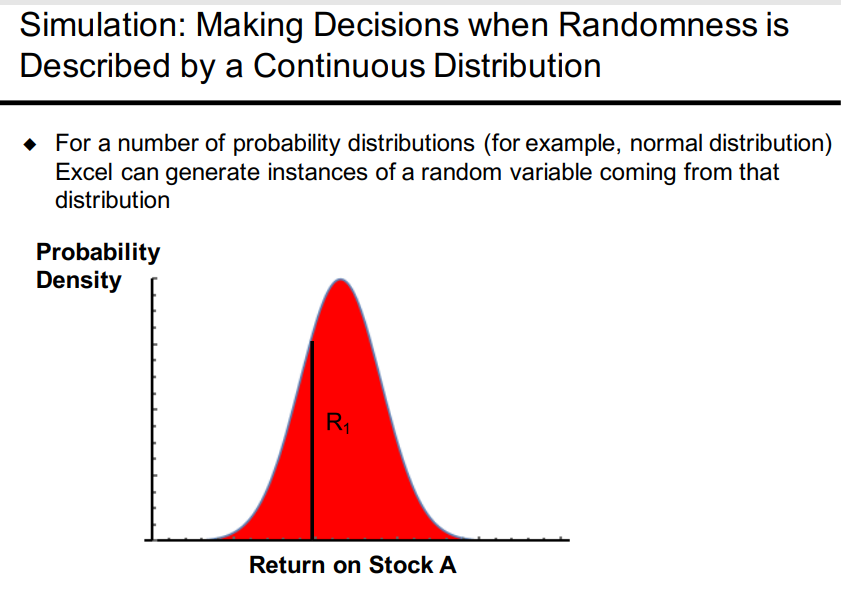 Simulation: Making Decisions when Randomness is
Described by a Continuous Distribution
◆ For a number of probability distributions (for example, normal distribution)
Excel can generate instances of a random variable coming from that
distribution
Probability
Density
R₁
Return on Stock A